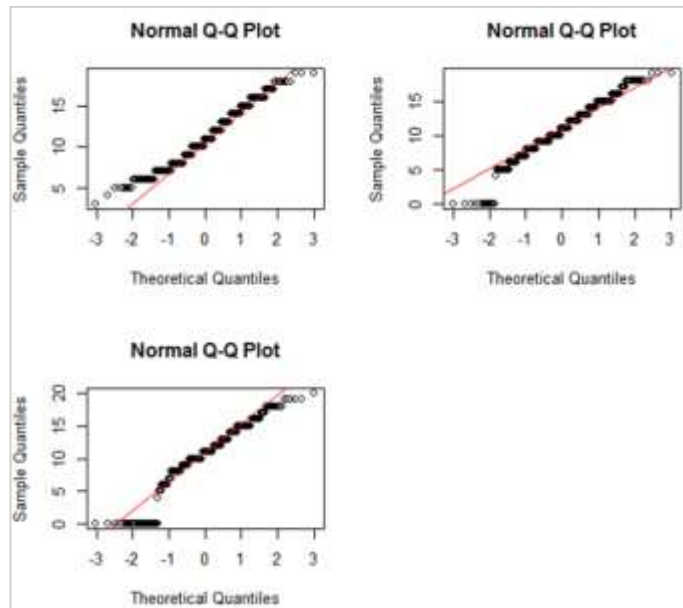 Normal Q-Q Plot
Normal Q-Q Plot
Sample Quantiles
5 10 15
-3 -2 -1 0 1 2 3
Theoretical Quantiles
Sample Quantiles
0 5 10 15
-3 -2 -1 0 1 2 3
Theoretical Quantiles
Normal Q-Q Plot
Sample Quantiles
0 5 10 15 20
-3 -2 -1 0 1 2 3
Theoretical Quantiles